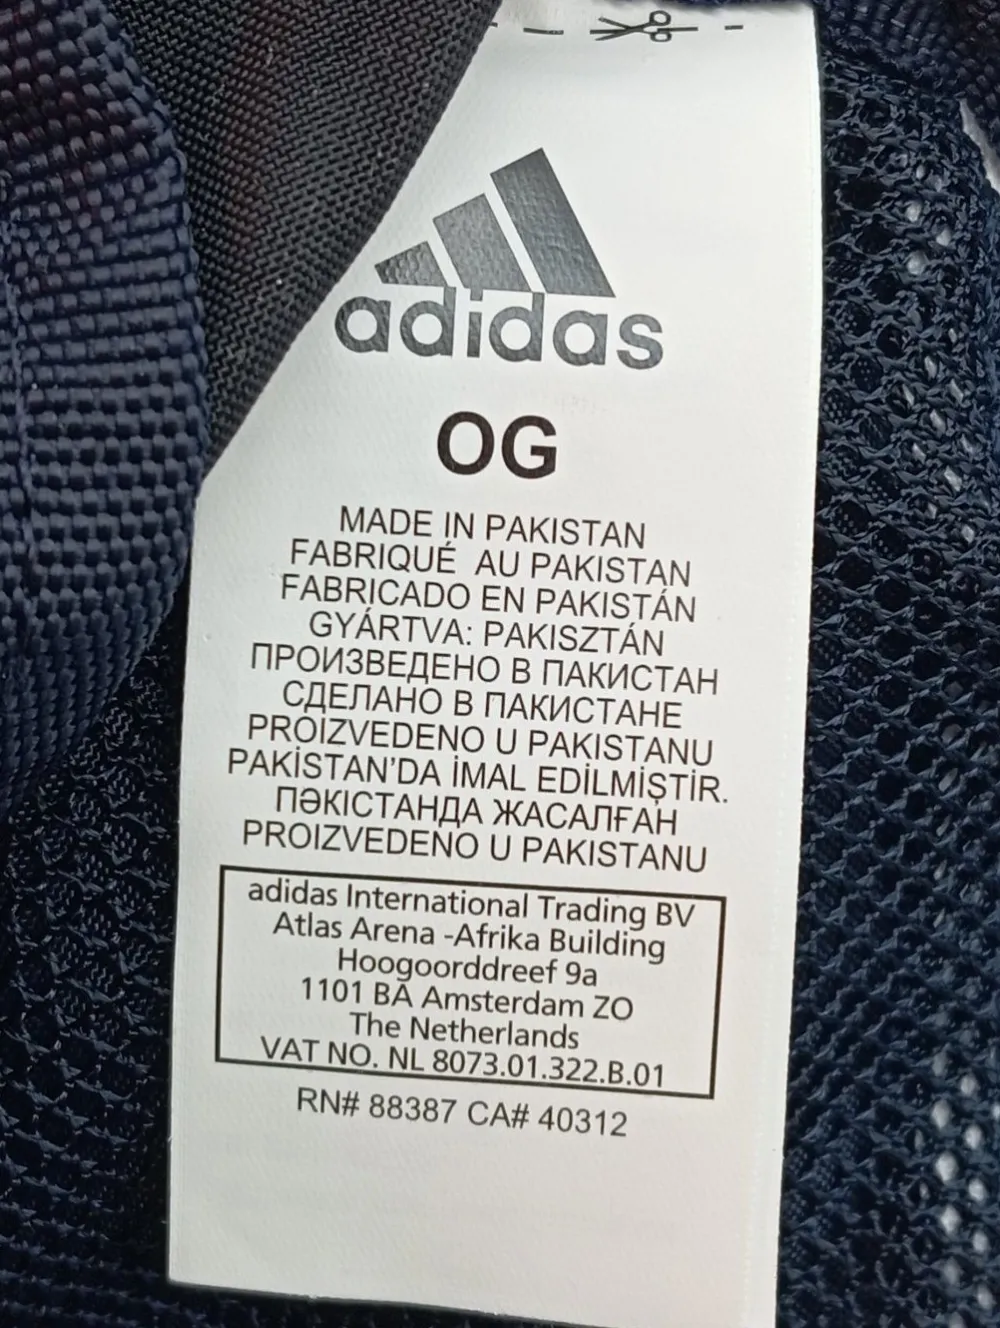 adidas
OG
MADE IN PAKISTAN
FABRIQUÉ AU PAKISTAN
FABRICADO EN PAKISTÁN
GYÁRTVA: PAKISZTÁN
ПРОИЗВЕДЕНО В ПАКИСТАН
СДЕЛАНО В ПАКИСТАНЕ
PROIZVEDENO U PAKISTANU
PAKİSTAN'DA İMAL EDİLMİŞTİR.
ПӘКІСТАНДА ЖАСАЛҒАН
PROIZVEDENO U PAKISTANU
adidas International Trading BV
Atlas Arena -Afrika Building
Hoogoorddreef 9a
1101 BA Amsterdam ZO
The Netherlands
VAT NO. NL 8073.01.322.B.01
RN# 88387 CA# 40312